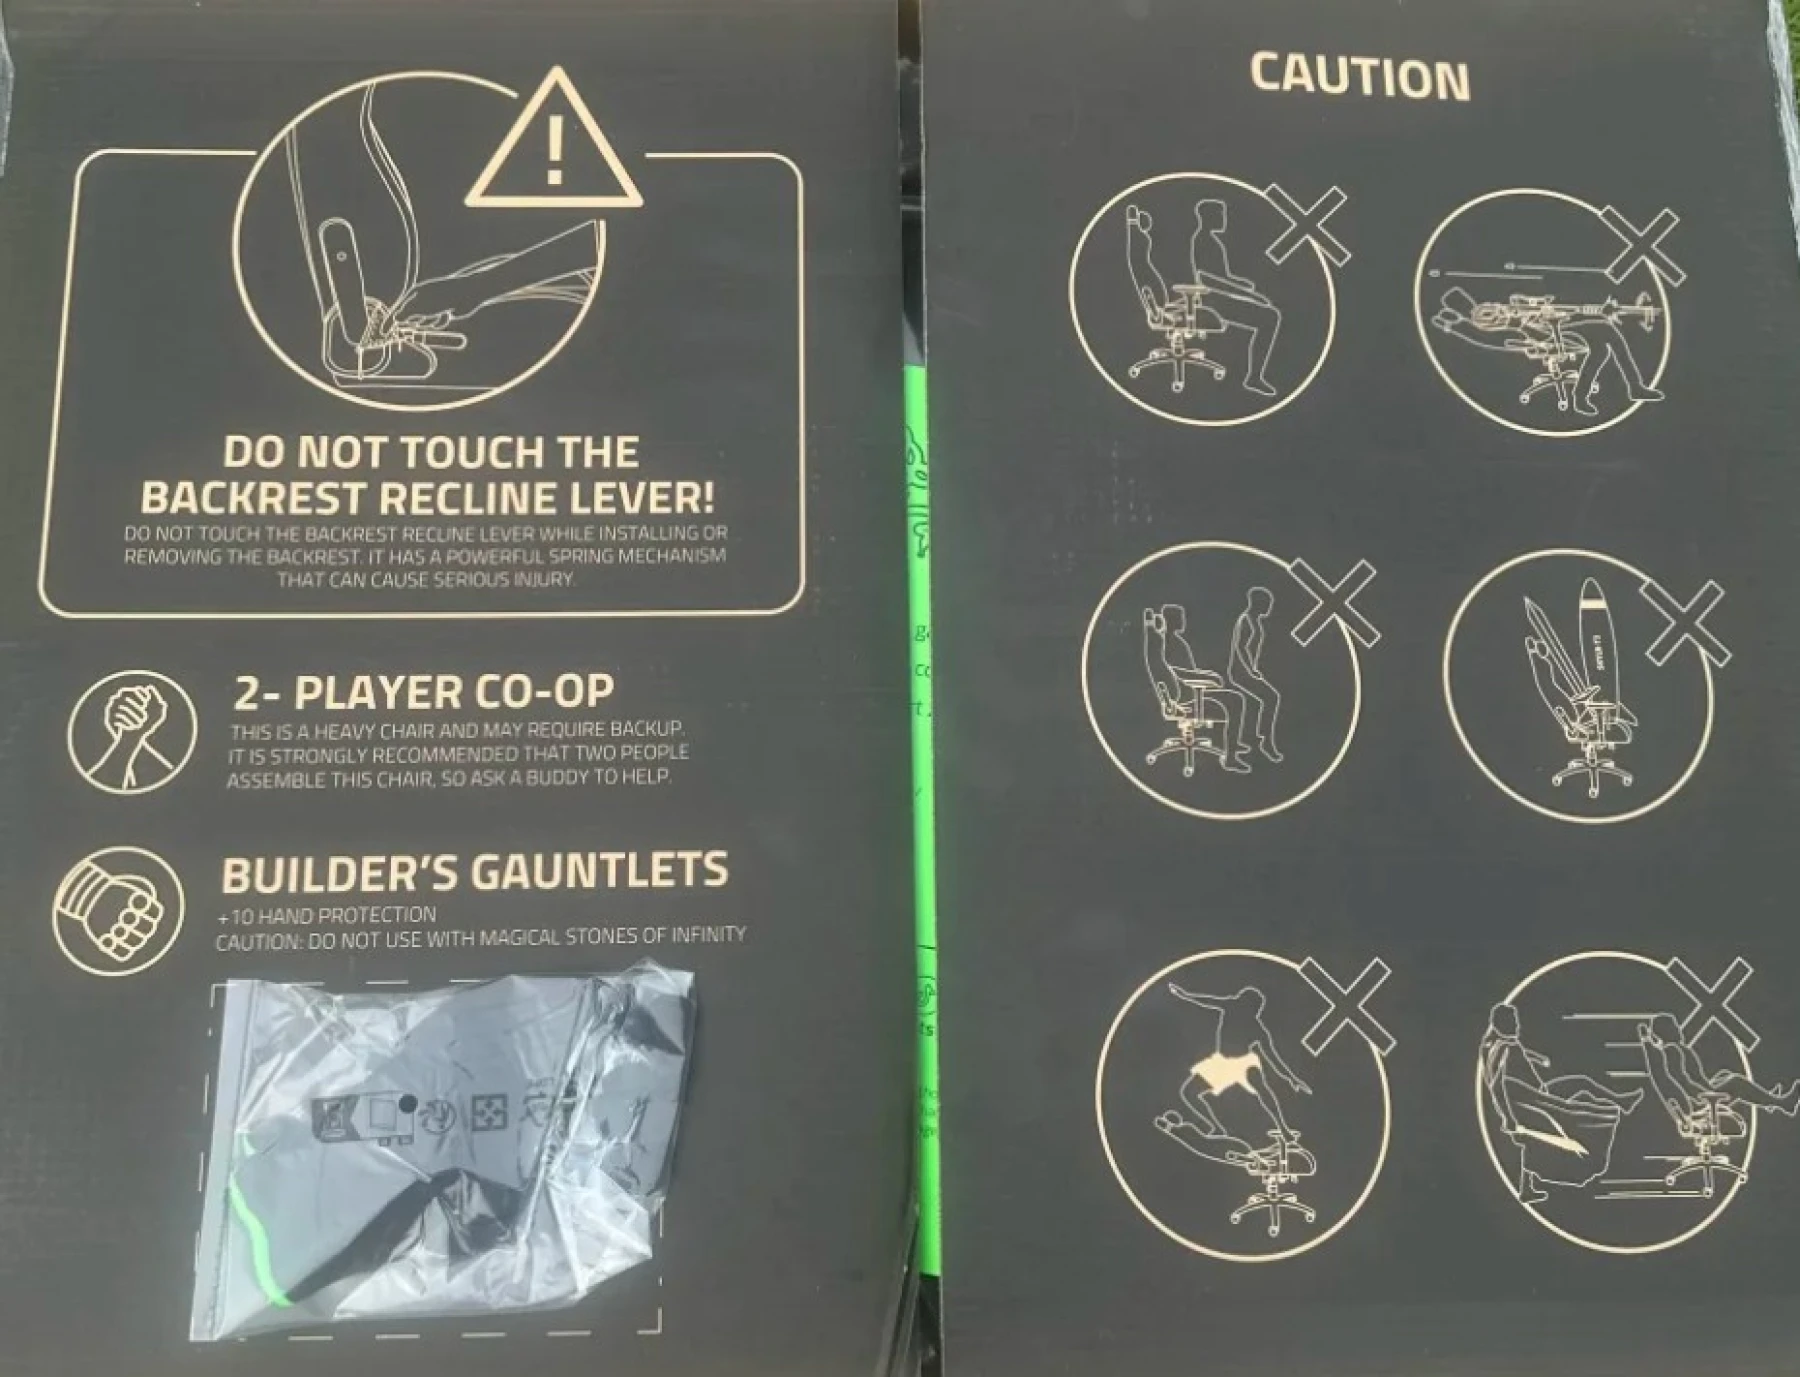 DO NOT TOUCH THE
BACKREST RECLINE LEVER!
DO NOT TOUCH THE BACKREST RECLINE LEVER WHILE INSTALLING OR
REMOVING THE BACKREST. IT HAS A POWERFUL SPRING MECHANISM
THAT CAN CAUSE SERIOUS INJURY.
2- PLAYER CO-OP
THIS IS A HEAVY CHAIR AND MAY REQUIRE BACKUP.
IT IS STRONGLY RECOMMENDED THAT TWO PEOPLE
ASSEMBLE THIS CHAIR, SO ASK A BUDDY TO HELP.
BUILDER'S GAUNTLETS
+10 HAND PROTECTION
CAUTION: DO NOT USE WITH MAGICAL STONES OF INFINITY
CAUTION